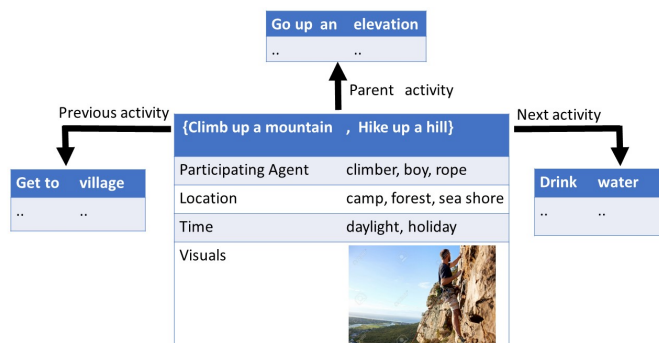 Go up an elevation
.. ..
Parent activity
Previous activity
Next activity
{Climb up a mountain , Hike up a hill}
Participating Agent climber, boy, rope
Location camp, forest, sea shore
Time daylight, holiday
Visuals
Get to village
.. ..
Drink water
.. ..